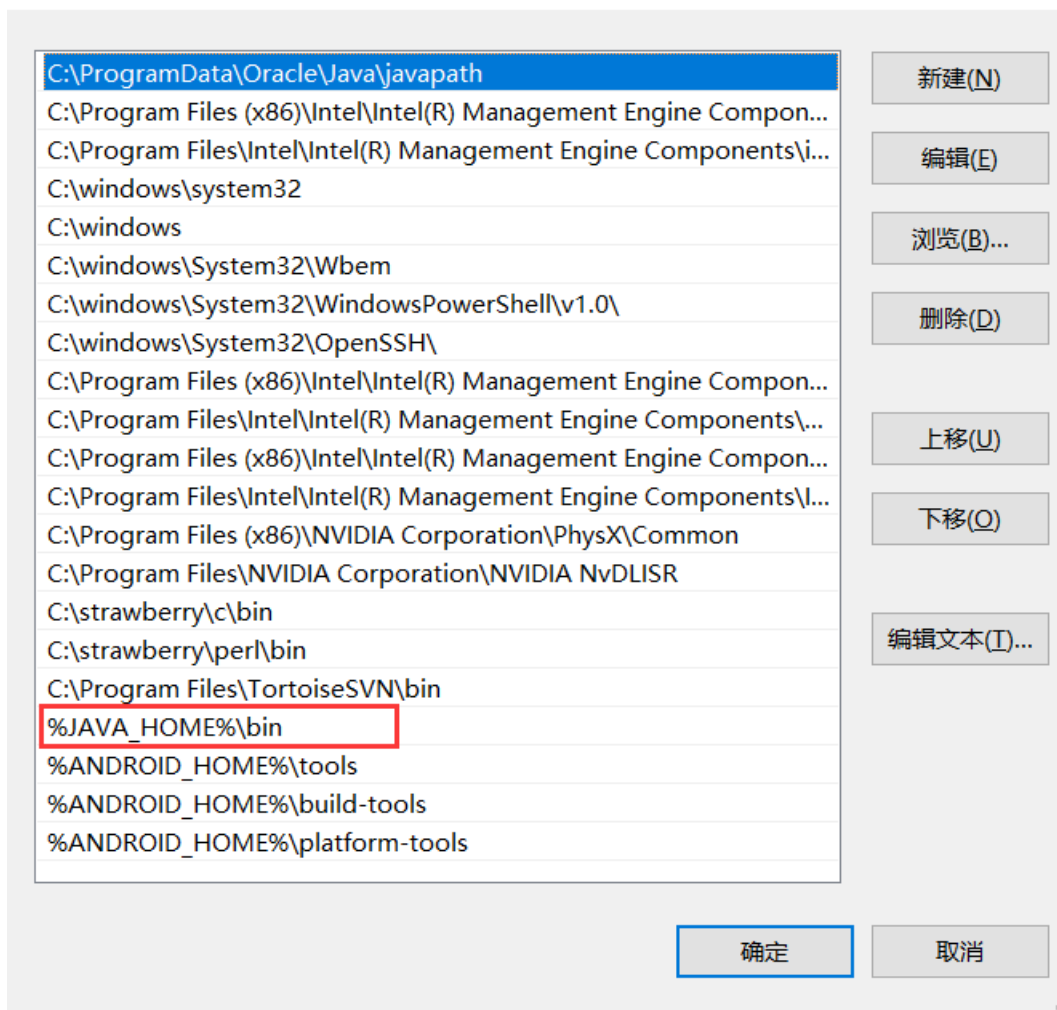 C:\ProgramData\Oracle\Java\javapath
C:\Program Files (x86)\Intel\Intel(R) Management Engine Compon...
C:\Program Files\Intel\Intel(R) Management Engine Components\i...
C:\windows\system32
C:\windows
C:\windows\System32\Wbem
C:\windows\System32\WindowsPowerShell\v1.0\
C:\windows\System32\OpenSSH\
C:\Program Files (x86)\Intel\Intel(R) Management Engine Compon...
C:\Program Files\Intel\Intel(R) Management Engine Components\...
C:\Program Files (x86)\Intel\Intel(R) Management Engine Compon...
C:\Program Files\Intel\Intel(R) Management Engine Components\I...
C:\Program Files (x86)\NVIDIA Corporation\PhysX\Common
C:\Program Files\NVIDIA Corporation\NVIDIA NvDLISR
C:\strawberry\c\bin
C:\strawberry\perl\bin
C:\Program Files\TortoiseSVN\bin
%JAVA_HOME%\bin
%ANDROID_HOME%\tools
%ANDROID_HOME%\build-tools
%ANDROID_HOME%\platform-tools
新建(N)
编辑(E)
浏览(B)...
删除(D)
上移(U)
下移(O)
编辑文本(T)...
确定
取消